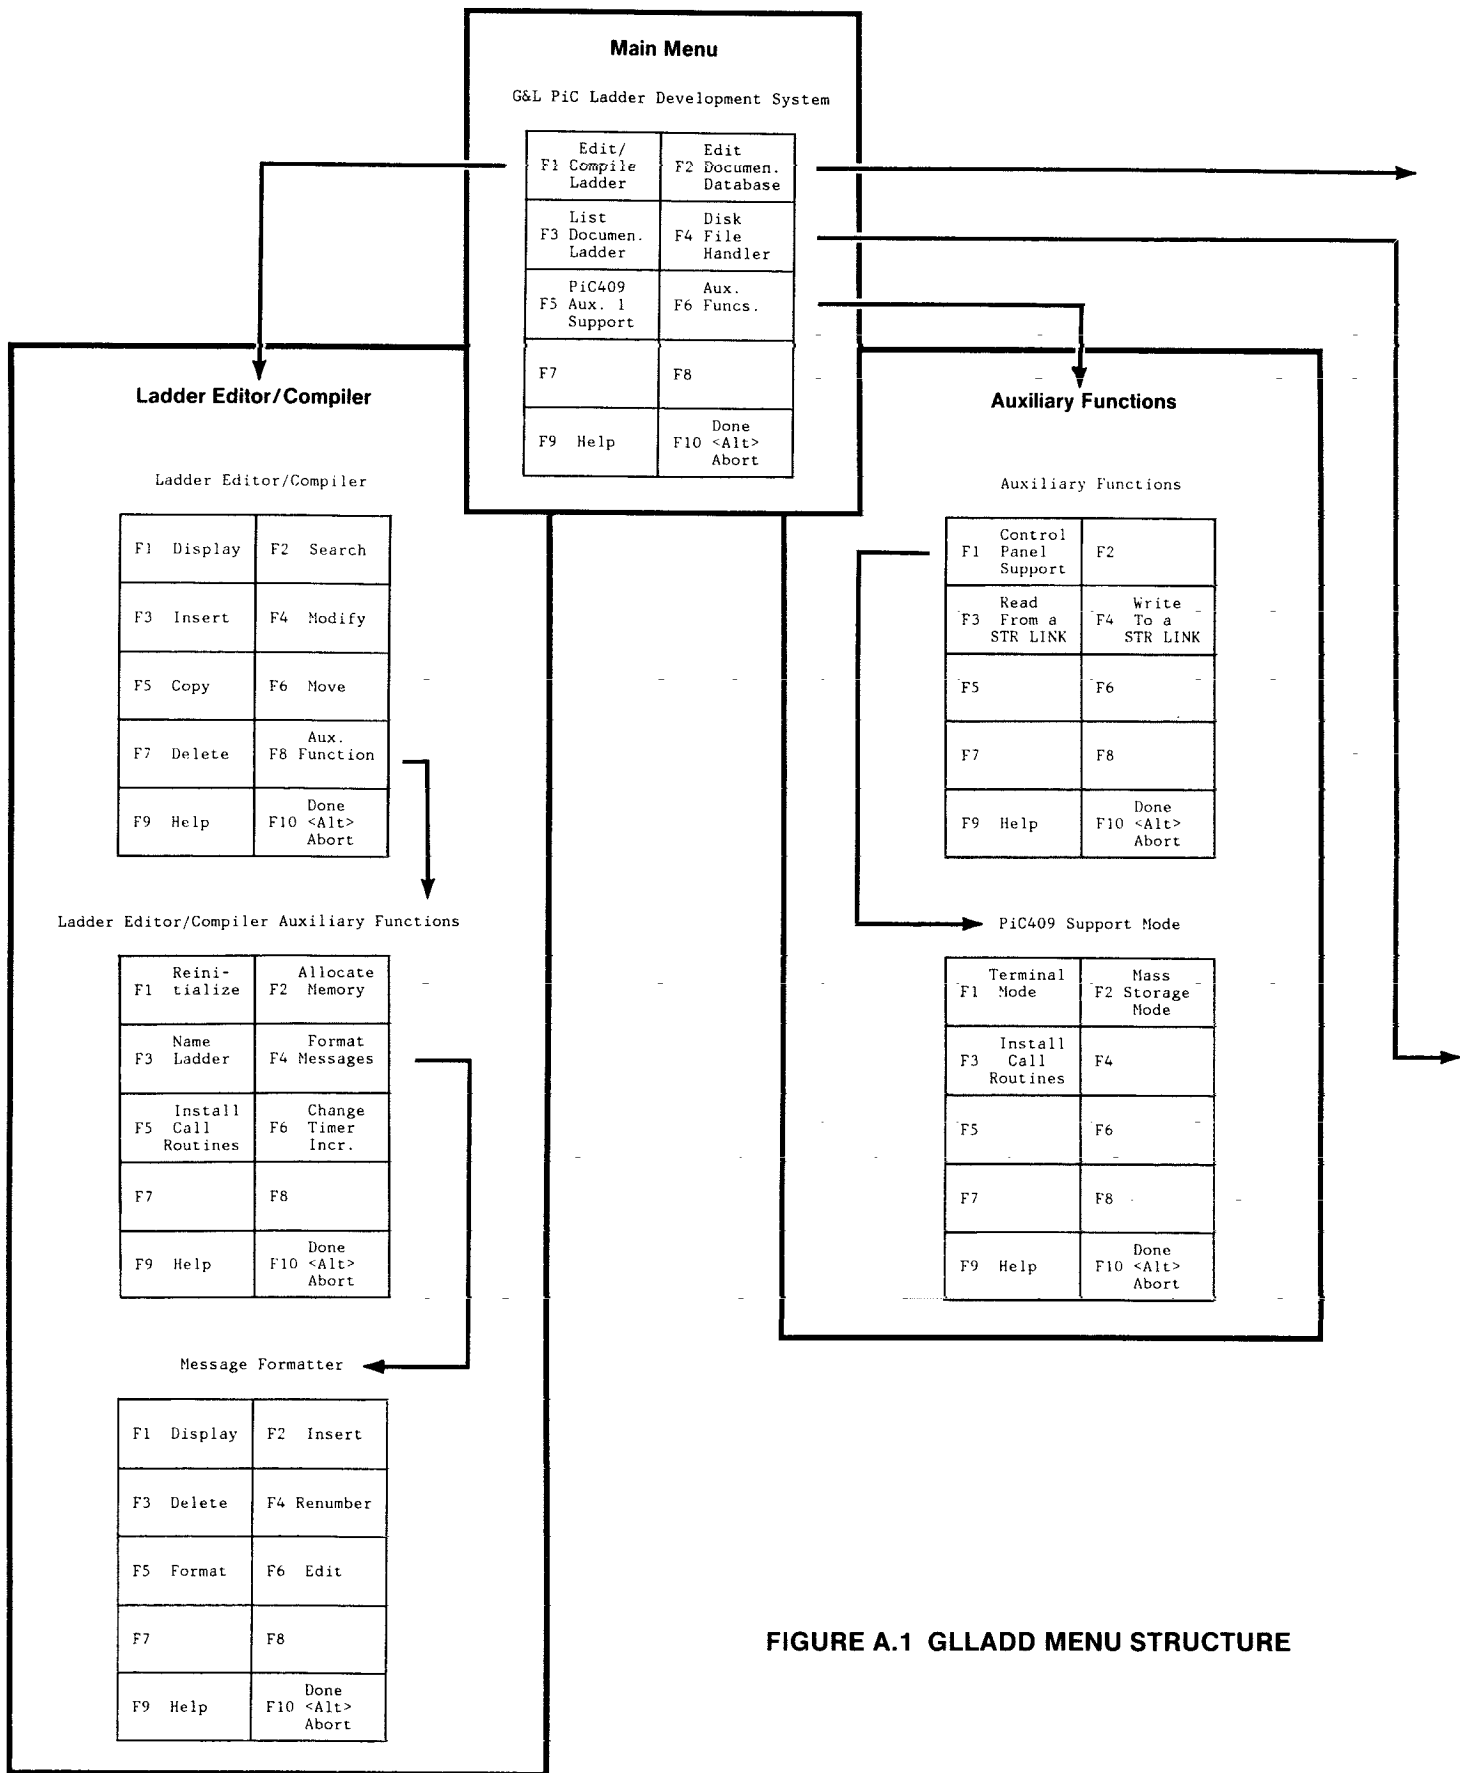 Main Menu
G&L PiC Ladder Development System
Edit/
F1 Compile
Ladder
Edit
F2 Documen.
Database
List
F3 Documen.
Ladder
Disk
F4 File
Handler
PiC409
F5 Aux. 1
Support
Aux.
F6 Funcs.
F7
F8
F9 Help
Done
F10 <Alt>
Abort
Ladder Editor/Compiler
Ladder Editor/Compiler
F1 Display
F2 Search
F3 Insert
F4 Modify
F5 Copy
F6 Move
F7 Delete
Aux.
F8 Function
F9 Help
Done
F10 <Alt>
Abort
Ladder Editor/Compiler Auxiliary Functions
Reini-
F1 tialize
Allocate
F2 Memory
Name
F3 Ladder
Format
F4 Messages
Install
F5 Call
Routines
Change
F6 Timer
Incr.
F7
F8
F9 Help
Done
F10 <Alt>
Abort
Message Formatter
F1 Display
F2 Insert
F3 Delete
F4 Renumber
F5 Format
F6 Edit
F7
F8
F9 Help
Done
F10 <Alt>
Abort
Auxiliary Functions
Auxiliary Functions
Control
F1 Panel
Support
F2
Read
F3 From a
STR LINK
Write
F4 To a
STR LINK
F5
F6
F7
F8
F9 Help
Done
F10 <Alt>
Abort
PiC409 Support Mode
Terminal
F1 Mode
Mass
F2 Storage
Mode
Install
F3 Call
Routines
F4
F5
F6
F7
F8
F9 Help
Done
F10 <Alt>
Abort
FIGURE A.1 GLLADD MENU STRUCTURE